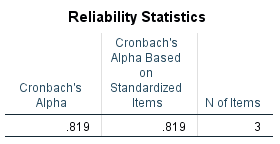 Reliability Statistics
Cronbach's
Alpha
Cronbach's
Alpha Based
on
Standardized
Items
N of Items
.819 .819 3